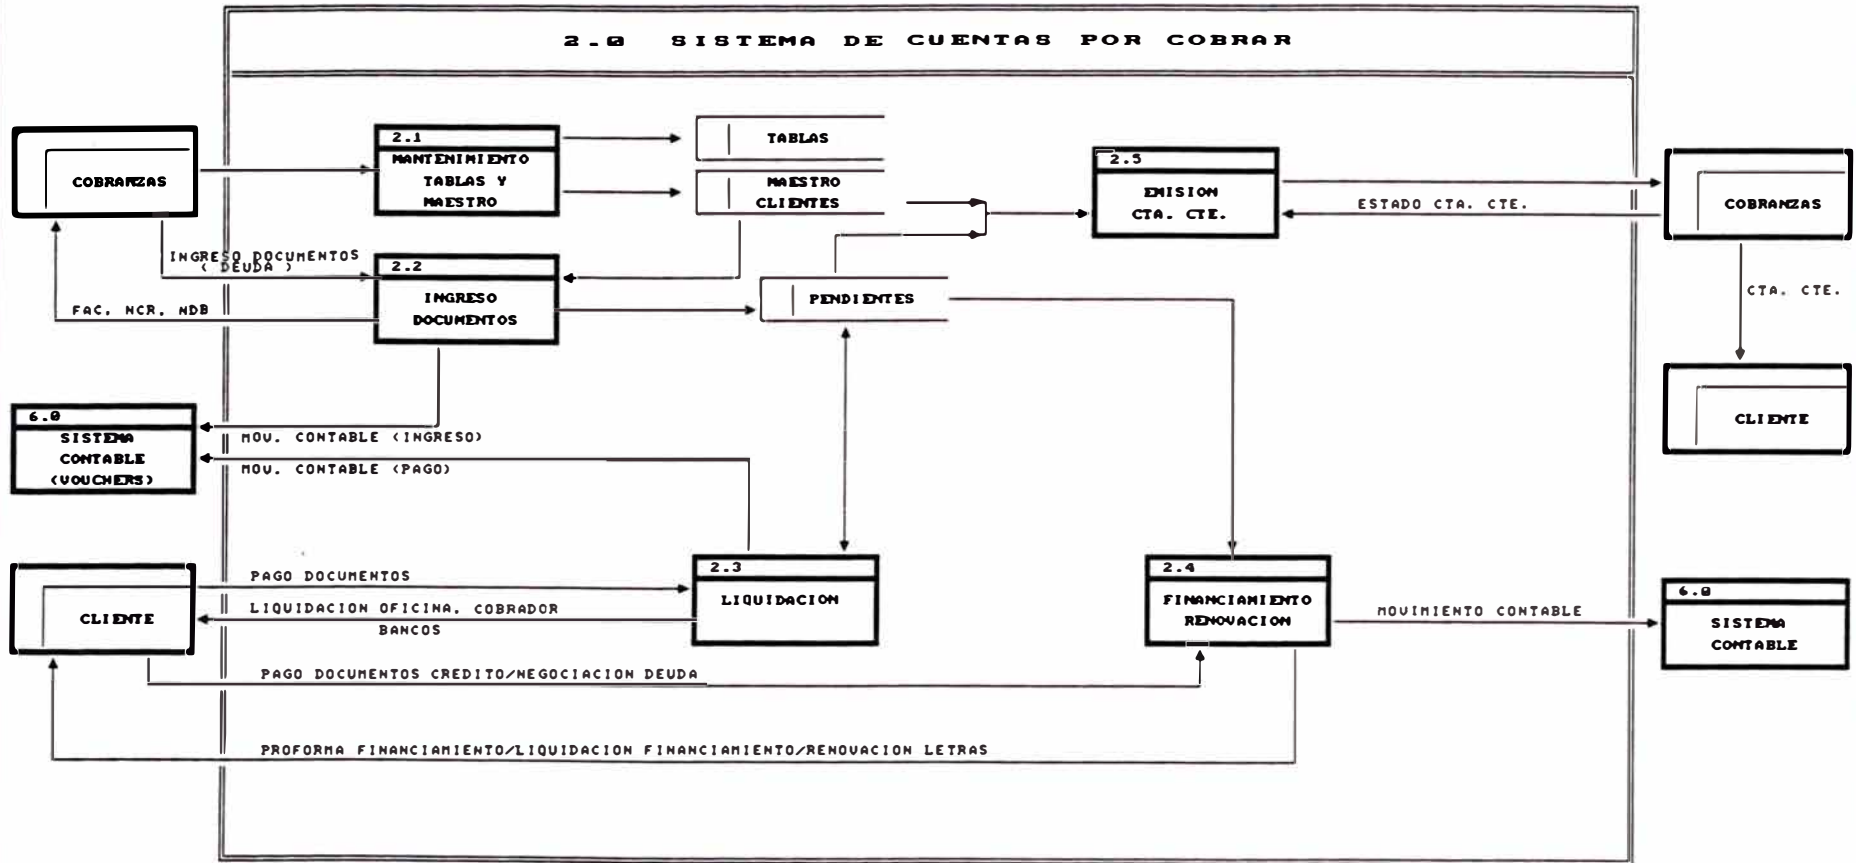 2.0 SISTEMA DE CUENTAS POR COBRAR
COBRANZAS
2.1
MANTENIMIENTO
TABLAS Y
MAESTRO
TABLAS
MAESTRO
CLIENTES
2.5
EMISION
CTA. CTE.
ESTADO CTA. CTE.
COBRANZAS
INGRESO DOCUMENTOS
( DEUDA )
2.2
INGRESO
DOCUMENTOS
FAC, NCR, NDB
PENDIENTES
CTA. CTE.
CLIENTE
6.0
SISTEMA
CONTABLE
(VOUCHERS)
MOV. CONTABLE (INGRESO)
MOV. CONTABLE (PAGO)
CLIENTE
PAGO DOCUMENTOS
LIQUIDACION OFICINA, COBRADOR
BANCOS
2.3
LIQUIDACION
2.4
FINANCIAMIENTO
RENOVACION
MOVIMIENTO CONTABLE
6.0
SISTEMA
CONTABLE
PAGO DOCUMENTOS CREDITO/NEGOCIACION DEUDA
PROFORMA FINANCIAMIENTO/LIQUIDACION FINANCIAMIENTO/RENOVACION LETRAS